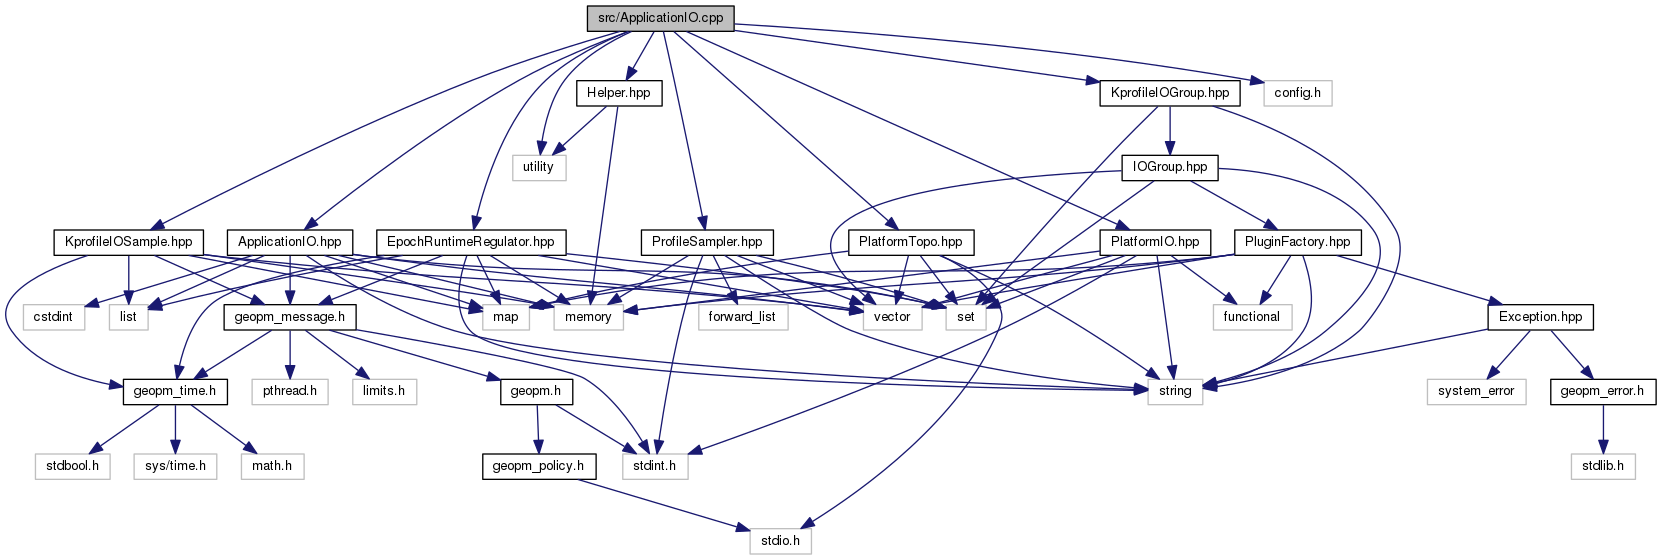 src/ApplicationIO.cpp
Helper.hpp
KprofileIOGroup.hpp
config.h
utility
IOGroup.hpp
KprofileIOSample.hpp
ApplicationIO.hpp
EpochRuntimeRegulator.hpp
ProfileSampler.hpp
PlatformTopo.hpp
PlatformIO.hpp
PluginFactory.hpp
cstdint
list
geopm_message.h
map
memory
forward_list
vector
set
functional
Exception.hpp
geopm_time.h
pthread.h
limits.h
geopm.h
string
system_error
geopm_error.h
stdbool.h
sys/time.h
math.h
geopm_policy.h
stdint.h
stdlib.h
stdio.h